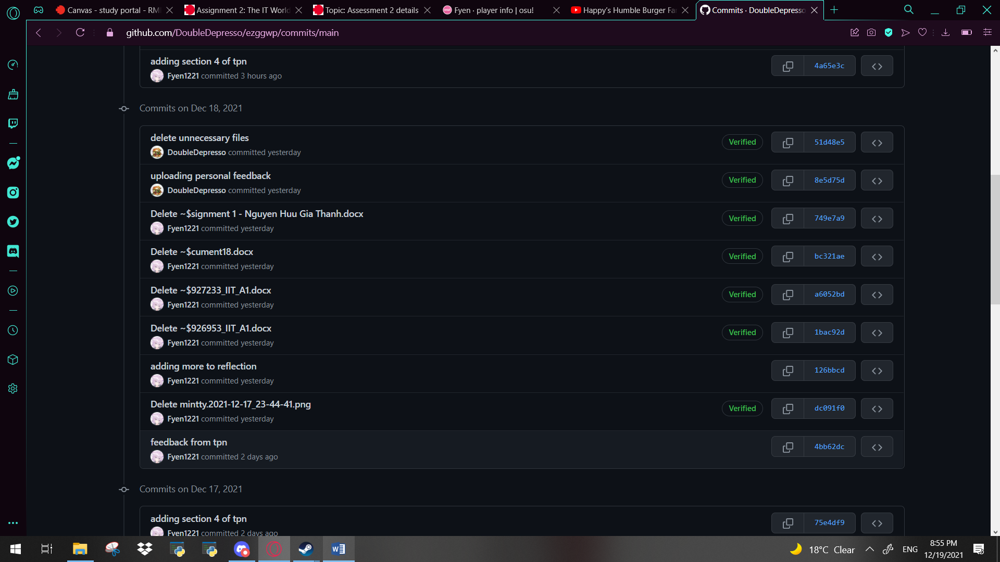 Canvas - study portal - RMI
Assignment 2: The IT World
Topic: Assessment 2 details
Fyen · player info | osu!
Happy's Humble Burger Fa
Commits · DoubleDepresso
github.com/DoubleDepresso/ezggwp/commits/main
adding section 4 of tpn
4a65e3c
Fyen1221 committed 3 hours ago
Commits on Dec 18, 2021
delete unnecessary files
Verified
51d48e5
DoubleDepresso committed yesterday
uploading personal feedback
Verified
8e5d75d
DoubleDepresso committed yesterday
Delete ~$signment 1 - Nguyen Huu Gia Thanh.docx
Verified
749e7a9
Fyen1221 committed yesterday
Delete ~$cument18.docx
Verified
bc321ae
Fyen1221 committed yesterday
Delete ~$927233_IIT_A1.docx
Verified
a6052bd
Fyen1221 committed yesterday
Delete ~$926953_IIT_A1.docx
Verified
1bac92d
Fyen1221 committed yesterday
adding more to reflection
126bbcd
Fyen1221 committed yesterday
Delete mintty.2021-12-17_23-44-41.png
Verified
dc091f0
Fyen1221 committed yesterday
feedback from tpn
4bb62dc
Fyen1221 committed 2 days ago
Commits on Dec 17, 2021
adding section 4 of tpn
75e4df9
Fyen1221 committed 2 days ago
18°C Clear
ENG
8:55 PM
12/19/2021